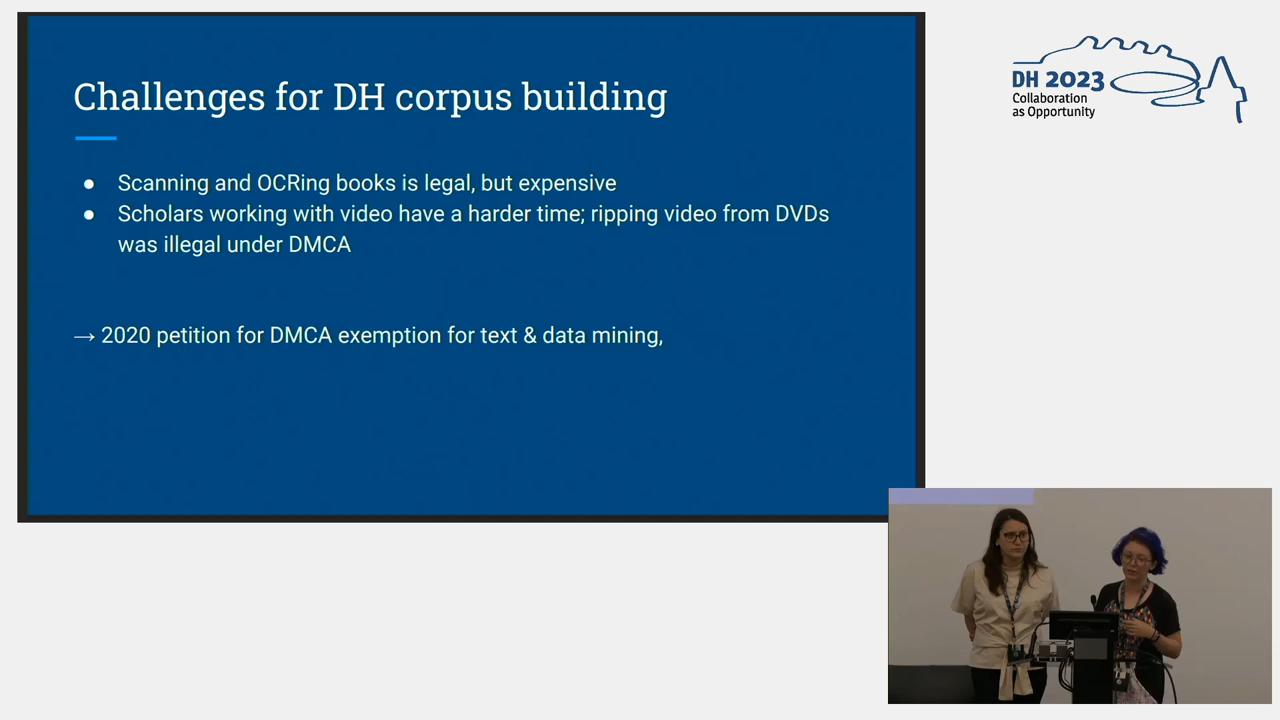 Challenges for DH corpus building
● Scanning and OCRing books is legal, but expensive
● Scholars working with video have a harder time; ripping video from DVDs
was illegal under DMCA
→ 2020 petition for DMCA exemption for text & data mining,
DH 2023
Collaboration
as Opportunity